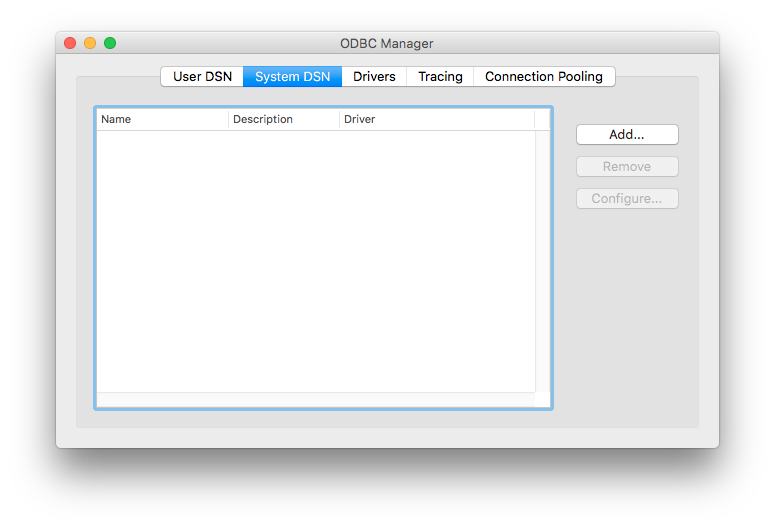 ODBC Manager
User DSN System DSN Drivers Tracing Connection Pooling
Name Description Driver
Add...
Remove
Configure...